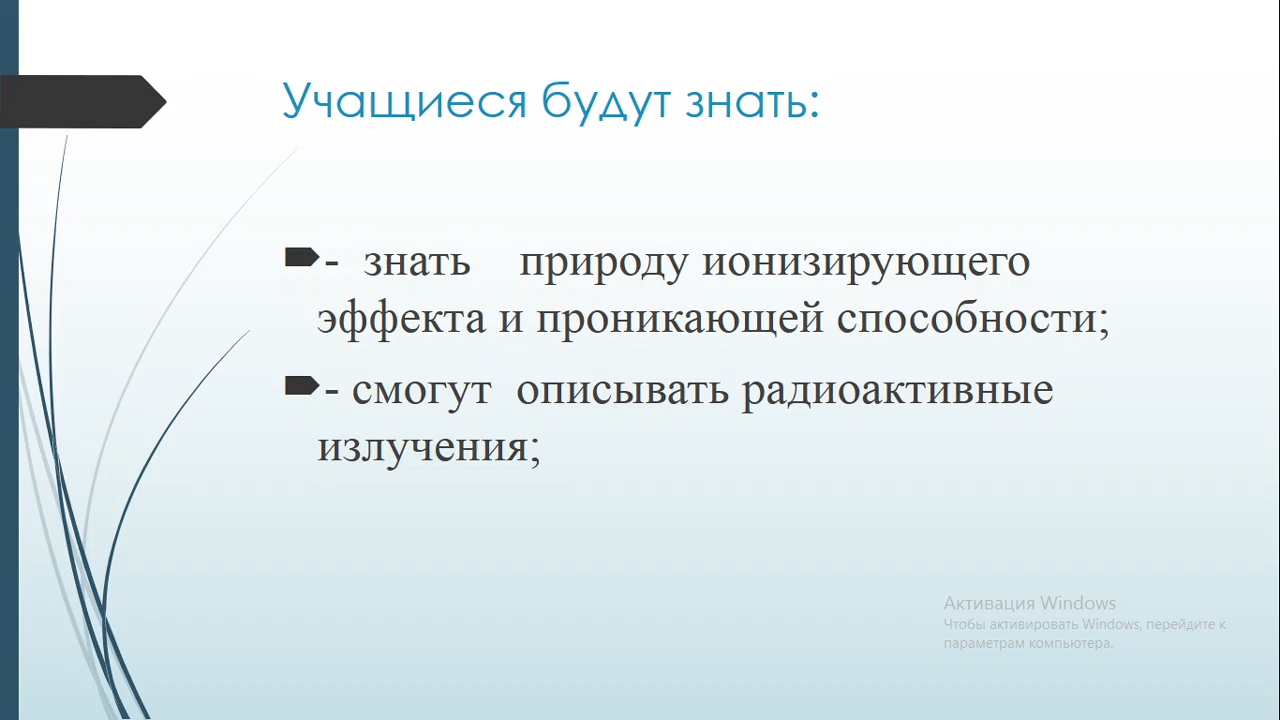 Учащиеся будут знать:
- знать природу ионизирующего
эффекта и проникающей способности;
- смогут описывать радиоактивные
излучения;
Активация Windows
Чтобы активировать Windows, перейдите к
параметрам компьютера.